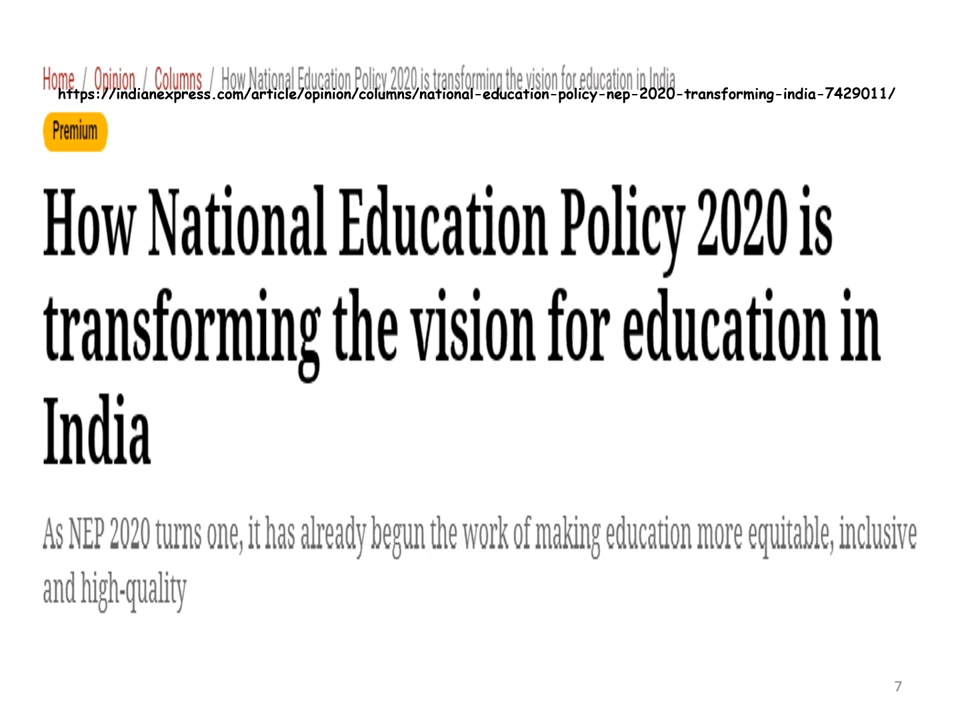 Home / Opinion / Columns / How National Education Policy 2020 is transforming the vision for education in India
https://indianexpress.com/article/opinion/columns/national-education-policy-nep-2020-transforming-india-7429011/
Premium
How National Education Policy 2020 is
transforming the vision for education in
India
As NEP 2020 turns one, it has already begun the work of making education more equitable, inclusive
and high-quality
7